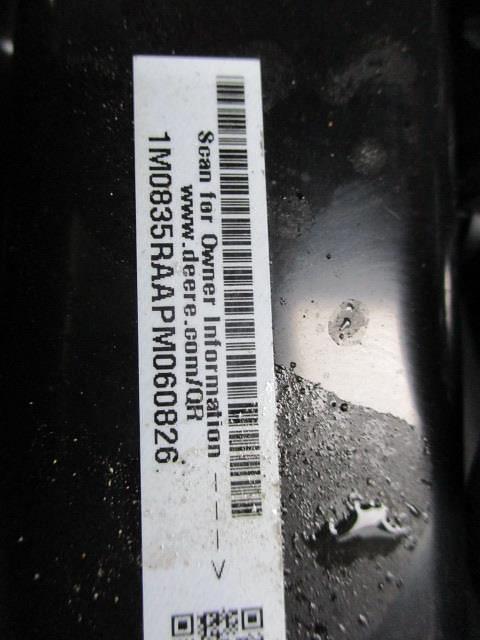 Scan for Owner Information ---->
www.deere.com/QR
1M0835RAAPM060826